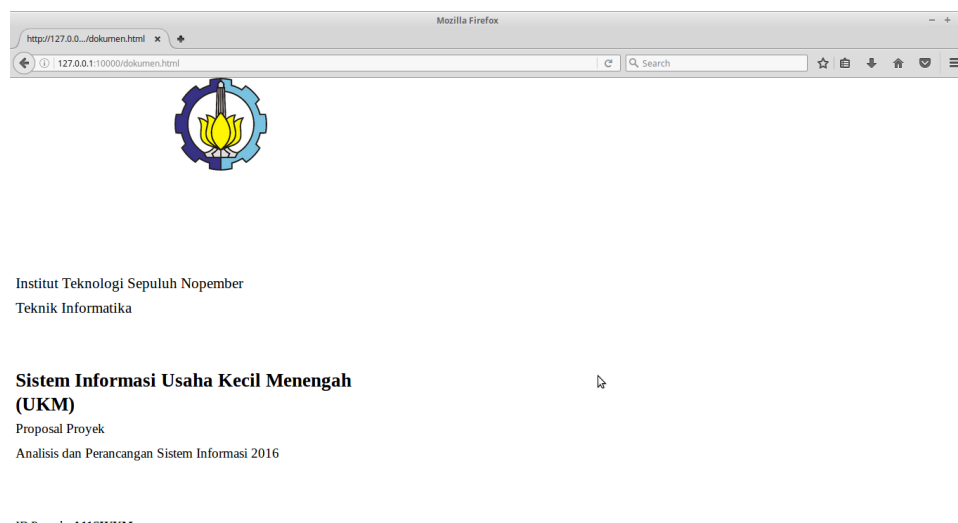 Mozilla Firefox
http://127.0.0.../dokumen.html
127.0.0.1:10000/dokumen.html
Search
Institut Teknologi Sepuluh Nopember
Teknik Informatika
Sistem Informasi Usaha Kecil Menengah
(UKM)
Proposal Proyek
Analisis dan Perancangan Sistem Informasi 2016